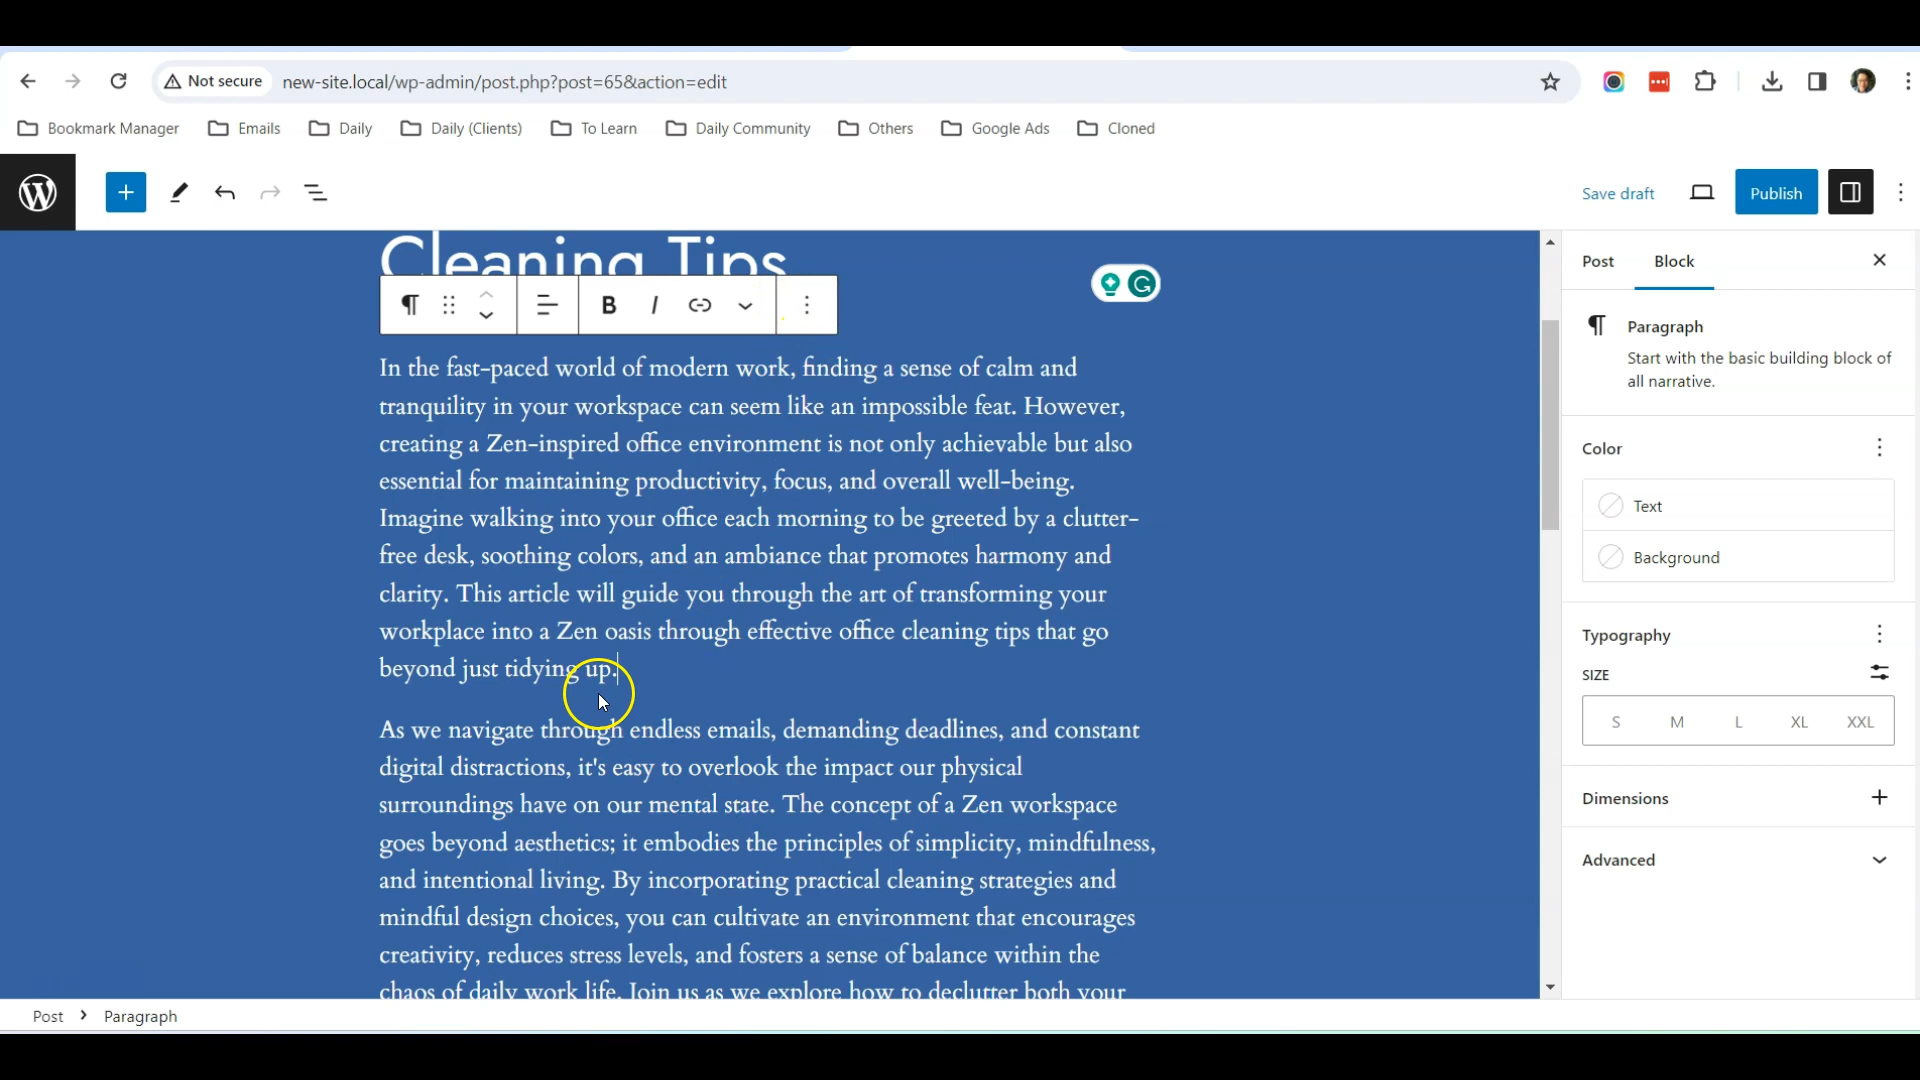 Not secure new-site.local/wp-admin/post.php?post=65&action=edit
Bookmark Manager Emails Daily Daily (Clients) To Learn Daily Community Others Google Ads Cloned
Save draft Publish
Cleaning Tips
B I
In the fast-paced world of modern work, finding a sense of calm and
tranquility in your workspace can seem like an impossible feat. However,
creating a Zen-inspired office environment is not only achievable but also
essential for maintaining productivity, focus, and overall well-being.
Imagine walking into your office each morning to be greeted by a clutter-
free desk, soothing colors, and an ambiance that promotes harmony and
clarity. This article will guide you through the art of transforming your
workplace into a Zen oasis through effective office cleaning tips that go
beyond just tidying up.
As we navigate through endless emails, demanding deadlines, and constant
digital distractions, it's easy to overlook the impact our physical
surroundings have on our mental state. The concept of a Zen workspace
goes beyond aesthetics; it embodies the principles of simplicity, mindfulness,
and intentional living. By incorporating practical cleaning strategies and
mindful design choices, you can cultivate an environment that encourages
creativity, reduces stress levels, and fosters a sense of balance within the
chaos of daily work life. Join us as we explore how to declutter both your
Post Block
Paragraph
Start with the basic building block of
all narrative.
Color
Text
Background
Typography
SIZE
S M L XL XXL
Dimensions
Advanced
Post › Paragraph